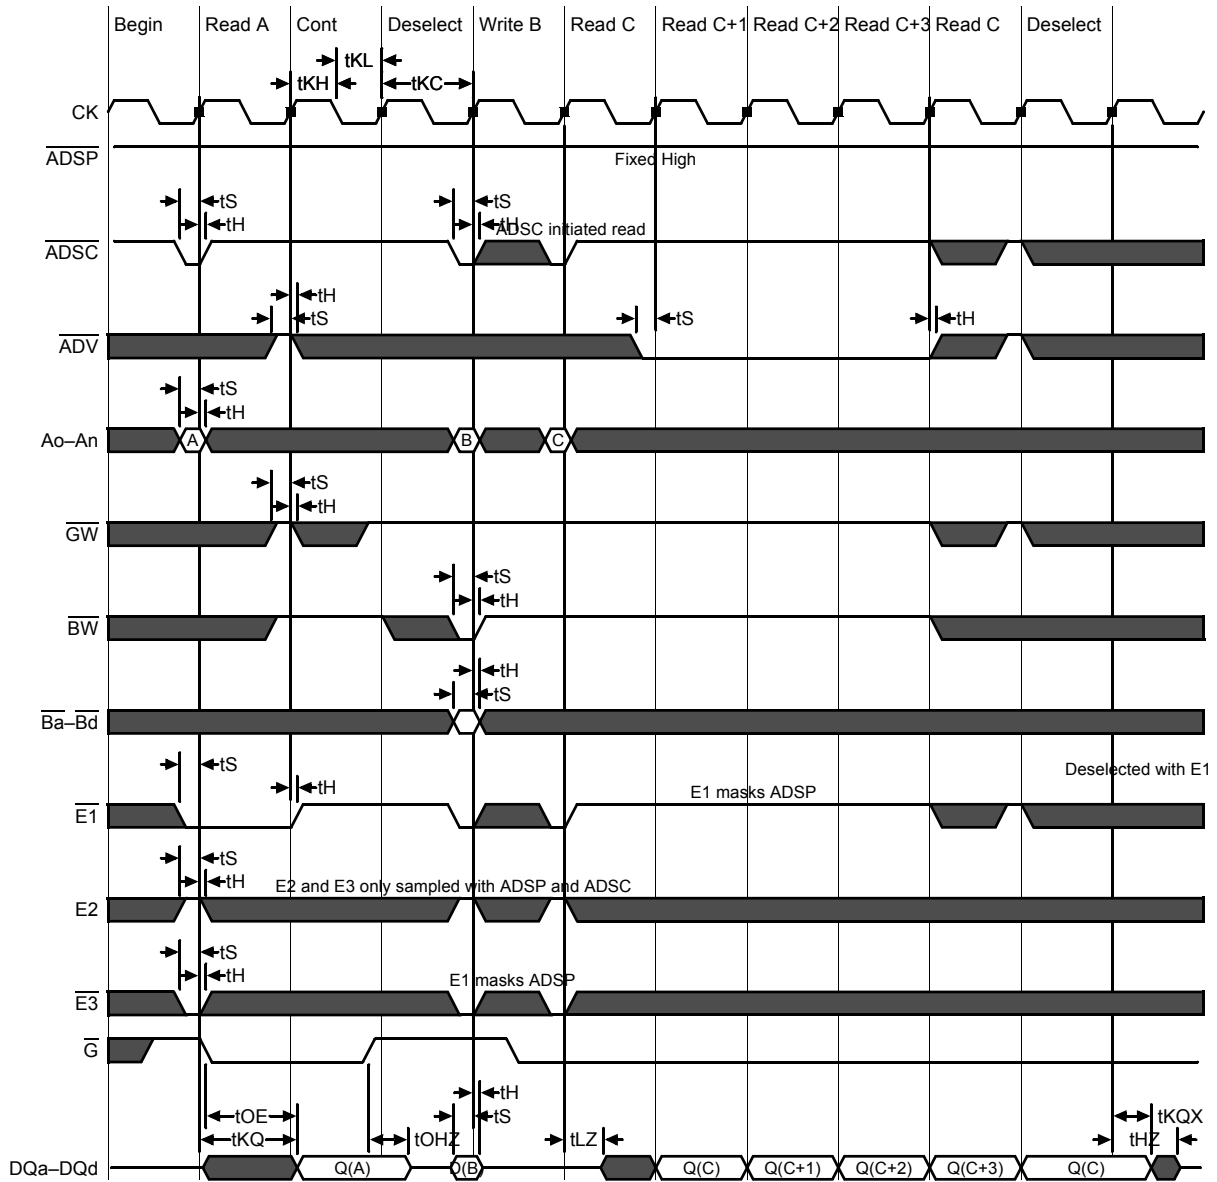 Begin Read A Cont Deselect Write B Read C Read C+1 Read C+2 Read C+3 Read C Deselect
tKL
tKH tKC
CK
ADSP
Fixed High
tS tS
tH tH
ADSC initiated read
ADSC
tH
tS tS tH
ADV
tS
tH
Ao–An A B C
tS
tH
GW
tS
tH
BW
tH
tS
Ba–Bd
tS
Deselected with E1
tH
E1 masks ADSP
E1
tS
tH
E2 and E3 only sampled with ADSP and ADSC
E2
tS
tH
E1 masks ADSP
E3
G
tH
tOE tS tKQX
tKQ tOHZ tLZ tHZ
DQa–DQd Q(A) D(B) Q(C) Q(C+1) Q(C+2) Q(C+3) Q(C)